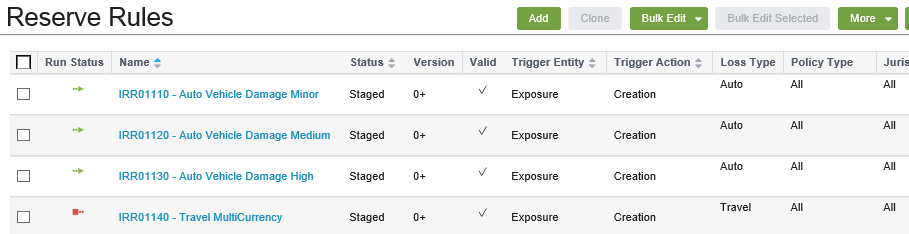 Reserve Rules Add Clone Bulk Edit Bulk Edit Selected More
Run Status Name Status Version Valid Trigger Entity Trigger Action Loss Type Policy Type Juris
IRR01110 - Auto Vehicle Damage Minor Staged 0+ Exposure Creation Auto All All
IRR01120 - Auto Vehicle Damage Medium Staged 0+ Exposure Creation Auto All All
IRR01130 - Auto Vehicle Damage High Staged 0+ Exposure Creation Auto All All
IRR01140 - Travel MultiCurrency Staged 0+ Exposure Creation Travel All All